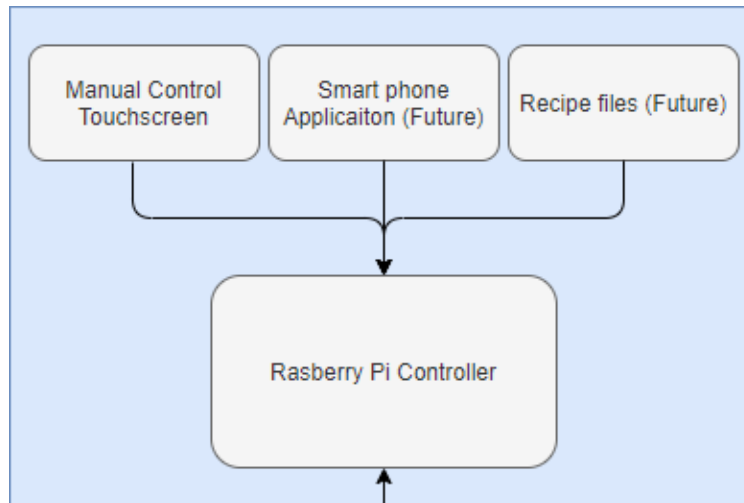 Manual Control
Touchscreen
Smart phone
Applicaiton (Future)
Recipe files (Future)
Rasberry Pi Controller